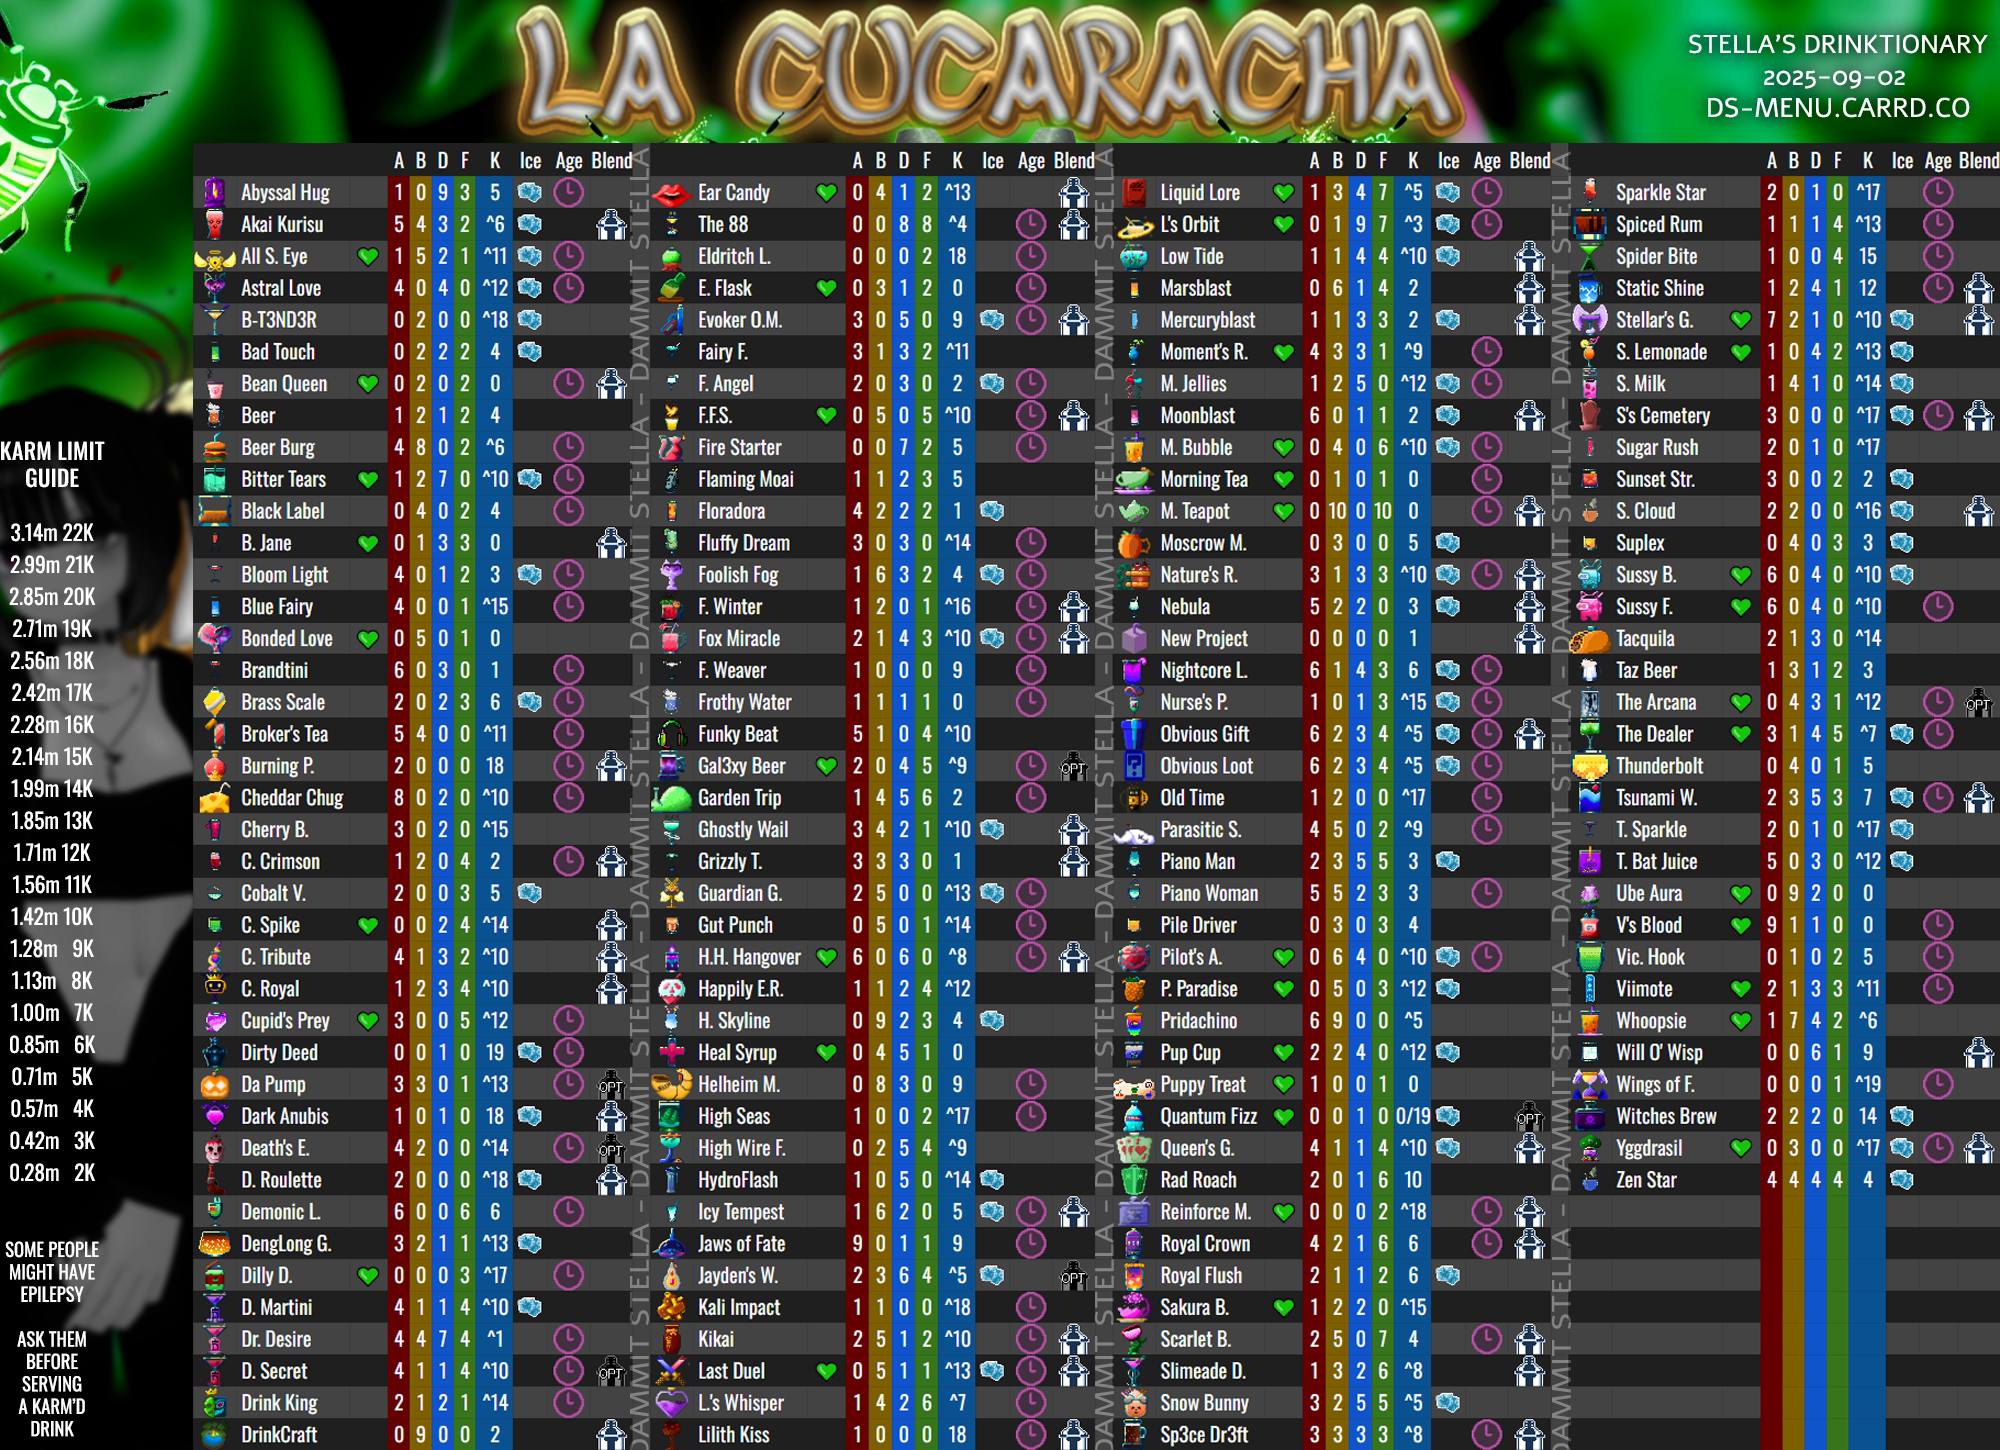 LA CUCARACHA
STELLA'S DRINKTIONARY
2025-09-02
DS-MENU.CARRD.CO
KARM LIMIT
GUIDE
3.14m 22K
2.99m 21K
2.85m 20K
2.71m 19K
2.56m 18K
2.42m 17K
2.28m 16K
2.14m 15K
1.99m 14K
1.85m 13K
1.71m 12K
1.56m 11K
1.42m 10K
1.28m 9K
1.13m 8K
1.00m 7K
0.85m 6K
0.71m 5K
0.57m 4K
0.42m 3K
0.28m 2K
SOME PEOPLE
MIGHT HAVE
EPILEPSY
ASK THEM
BEFORE
SERVING
A KARM'D
DRINK
A B D F K Ice Age Blend
Abyssal Hug 1 0 9 3 5
Akai Kurisu 5 4 3 2 ^6
All S. Eye 1 5 2 1 ^11
Astral Love 4 0 4 0 ^12
B-T3ND3R 0 2 0 0 ^18
Bad Touch 0 2 2 2 4
Bean Queen 0 2 0 2 0
Beer 1 2 1 2 4
Beer Burg 4 8 0 2 ^6
Bitter Tears 1 2 7 0 ^10
Black Label 0 4 0 2 4
B. Jane 0 1 3 3 0
Bloom Light 4 0 1 2 3
Blue Fairy 4 0 0 1 ^15
Bonded Love 0 5 0 1 0
Brandtini 6 0 3 0 1
Brass Scale 2 0 2 3 6
Broker's Tea 5 4 0 0 ^11
Burning P. 2 0 0 0 18
Cheddar Chug 8 0 2 0 ^10
Cherry B. 3 0 2 0 ^15
C. Crimson 1 2 0 4 2
Cobalt V. 2 0 0 3 5
C. Spike 0 0 2 4 ^14
C. Tribute 4 1 3 2 ^10
C. Royal 1 2 3 4 ^10
Cupid's Prey 3 0 0 5 ^12
Dirty Deed 0 0 1 0 19
Da Pump 3 3 0 1 ^13 OPT
Dark Anubis 1 0 1 0 18
Death's E. 4 2 0 0 ^14 OPT
D. Roulette 2 0 0 0 ^18
Demonic L. 6 0 0 6 6
DengLong G. 3 2 1 1 ^13
Dilly D. 0 0 0 3 ^17
D. Martini 4 1 1 4 ^10
Dr. Desire 4 4 7 4 ^1
D. Secret 4 1 1 4 ^10 OPT
Drink King 2 1 2 1 ^14
DrinkCraft 0 9 0 0 2
DAMMIT STELLA - DAMMIT STELLA - DAMMIT STELLA - DAMMIT STELLA
A B D F K Ice Age Blend
Ear Candy 0 4 1 2 ^13
The 88 0 0 8 8 ^4
Eldritch L. 0 0 0 2 18
E. Flask 0 3 1 2 0
Evoker O.M. 3 0 5 0 9
Fairy F. 3 1 3 2 ^11
F. Angel 2 0 3 0 2
F.F.S. 0 5 0 5 ^10
Fire Starter 0 0 7 2 5
Flaming Moai 1 1 2 3 5
Floradora 4 2 2 2 1
Fluffy Dream 3 0 3 0 ^14
Foolish Fog 1 6 3 2 4
F. Winter 1 2 0 1 ^16
Fox Miracle 2 1 4 3 ^10
F. Weaver 1 0 0 0 9
Frothy Water 1 1 1 1 0
Funky Beat 5 1 0 4 ^10
Gal3xy Beer 2 0 4 5 ^9 OPT
Garden Trip 1 4 5 6 2
Ghostly Wail 3 4 2 1 ^10
Grizzly T. 3 3 3 0 1
Guardian G. 2 5 0 0 ^13
Gut Punch 0 5 0 1 ^14
H.H. Hangover 6 0 6 0 ^8
Happily E.R. 1 1 2 4 ^12
H. Skyline 0 9 2 3 4
Heal Syrup 0 4 5 1 0
Helheim M. 0 8 3 0 9
High Seas 1 0 0 2 ^17
High Wire F. 0 2 5 4 ^9
HydroFlash 1 0 5 0 ^14
Icy Tempest 1 6 2 0 5
Jaws of Fate 9 0 1 1 9
Jayden's W. 2 3 6 4 ^5 OPT
Kali Impact 1 1 0 0 ^18
Kikai 2 5 1 2 ^10
Last Duel 0 5 1 1 ^13
L.'s Whisper 1 4 2 6 ^7
Lilith Kiss 1 0 0 0 18
DAMMIT STELLA - DAMMIT STELLA - DAMMIT STELLA - DAMMIT STELLA
A B D F K Ice Age Blend
Liquid Lore 1 3 4 7 ^5
L's Orbit 0 1 9 7 ^3
Low Tide 1 1 4 4 ^10
Marsblast 0 6 1 4 2
Mercuryblast 1 1 3 3 2
Moment's R. 4 3 3 1 ^9
M. Jellies 1 2 5 0 ^12
Moonblast 6 0 1 1 2
M. Bubble 0 4 0 6 ^10
Morning Tea 0 1 0 1 0
M. Teapot 0 10 0 10 0
Moscrow M. 0 3 0 0 5
Nature's R. 3 1 3 3 ^10
Nebula 5 2 2 0 3
New Project 0 0 0 0 1
Nightcore L. 6 1 4 3 6
Nurse's P. 1 0 1 3 ^15
Obvious Gift 6 2 3 4 ^5
Obvious Loot 6 2 3 4 ^5
Old Time 1 2 0 0 ^17
Parasitic S. 4 5 0 2 ^9
Piano Man 2 3 5 5 3
Piano Woman 5 5 2 3 3
Pile Driver 0 3 0 3 4
Pilot's A. 0 6 4 0 ^10
P. Paradise 0 5 0 3 ^12
Pridachino 6 9 0 0 ^5
Pup Cup 2 2 4 0 ^12
Puppy Treat 1 0 0 1 0
Quantum Fizz 0 0 1 0 0/19 OPT
Queen's G. 4 1 1 4 ^10
Rad Roach 2 0 1 6 10
Reinforce M. 0 0 0 2 ^18
Royal Crown 4 2 1 6 6
Royal Flush 2 1 1 2 6
Sakura B. 1 2 2 0 ^15
Scarlet B. 2 5 0 7 4
Slimeade D. 1 3 2 6 ^8
Snow Bunny 3 2 5 5 ^5
Sp3ce Dr3ft 3 3 3 3 ^8
DAMMIT STELLA - DAMMIT STELLA - DAMMIT STELLA - DAMMIT STELLA
A B D F K Ice Age Blend
Sparkle Star 2 0 1 0 ^17
Spiced Rum 1 1 1 4 ^13
Spider Bite 1 0 0 4 15
Static Shine 1 2 4 1 12
Stellar's G. 7 2 1 0 ^10
S. Lemonade 1 0 4 2 ^13
S. Milk 1 4 1 0 ^14
S's Cemetery 3 0 0 0 ^17
Sugar Rush 2 0 1 0 ^17
Sunset Str. 3 0 0 2 2
S. Cloud 2 2 0 0 ^16
Suplex 0 4 0 3 3
Sussy B. 6 0 4 0 ^10
Sussy F. 6 0 4 0 ^10
Tacquila 2 1 3 0 ^14
Taz Beer 1 3 1 2 3
The Arcana 0 4 3 1 ^12 OPT
The Dealer 3 1 4 5 ^7
Thunderbolt 0 4 0 1 5
Tsunami W. 2 3 5 3 7
T. Sparkle 2 0 1 0 ^17
T. Bat Juice 5 0 3 0 ^12
Ube Aura 0 9 2 0 0
V's Blood 9 1 1 0 0
Vic. Hook 0 1 0 2 5
Viimote 2 1 3 3 ^11
Whoopsie 1 7 4 2 ^6
Will O' Wisp 0 0 6 1 9
Wings of F. 0 0 0 1 ^19
Witches Brew 2 2 2 0 14
Yggdrasil 0 3 0 0 ^17
Zen Star 4 4 4 4 4